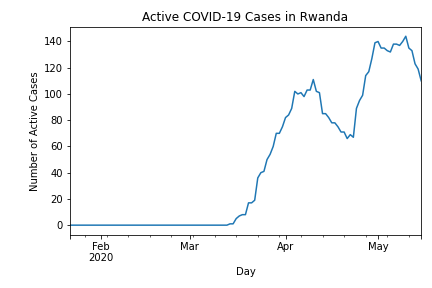 Active COVID-19 Cases in Rwanda
Number of Active Cases
140
120
100
80
60
40
20
0
Feb Mar Apr May
2020
Day